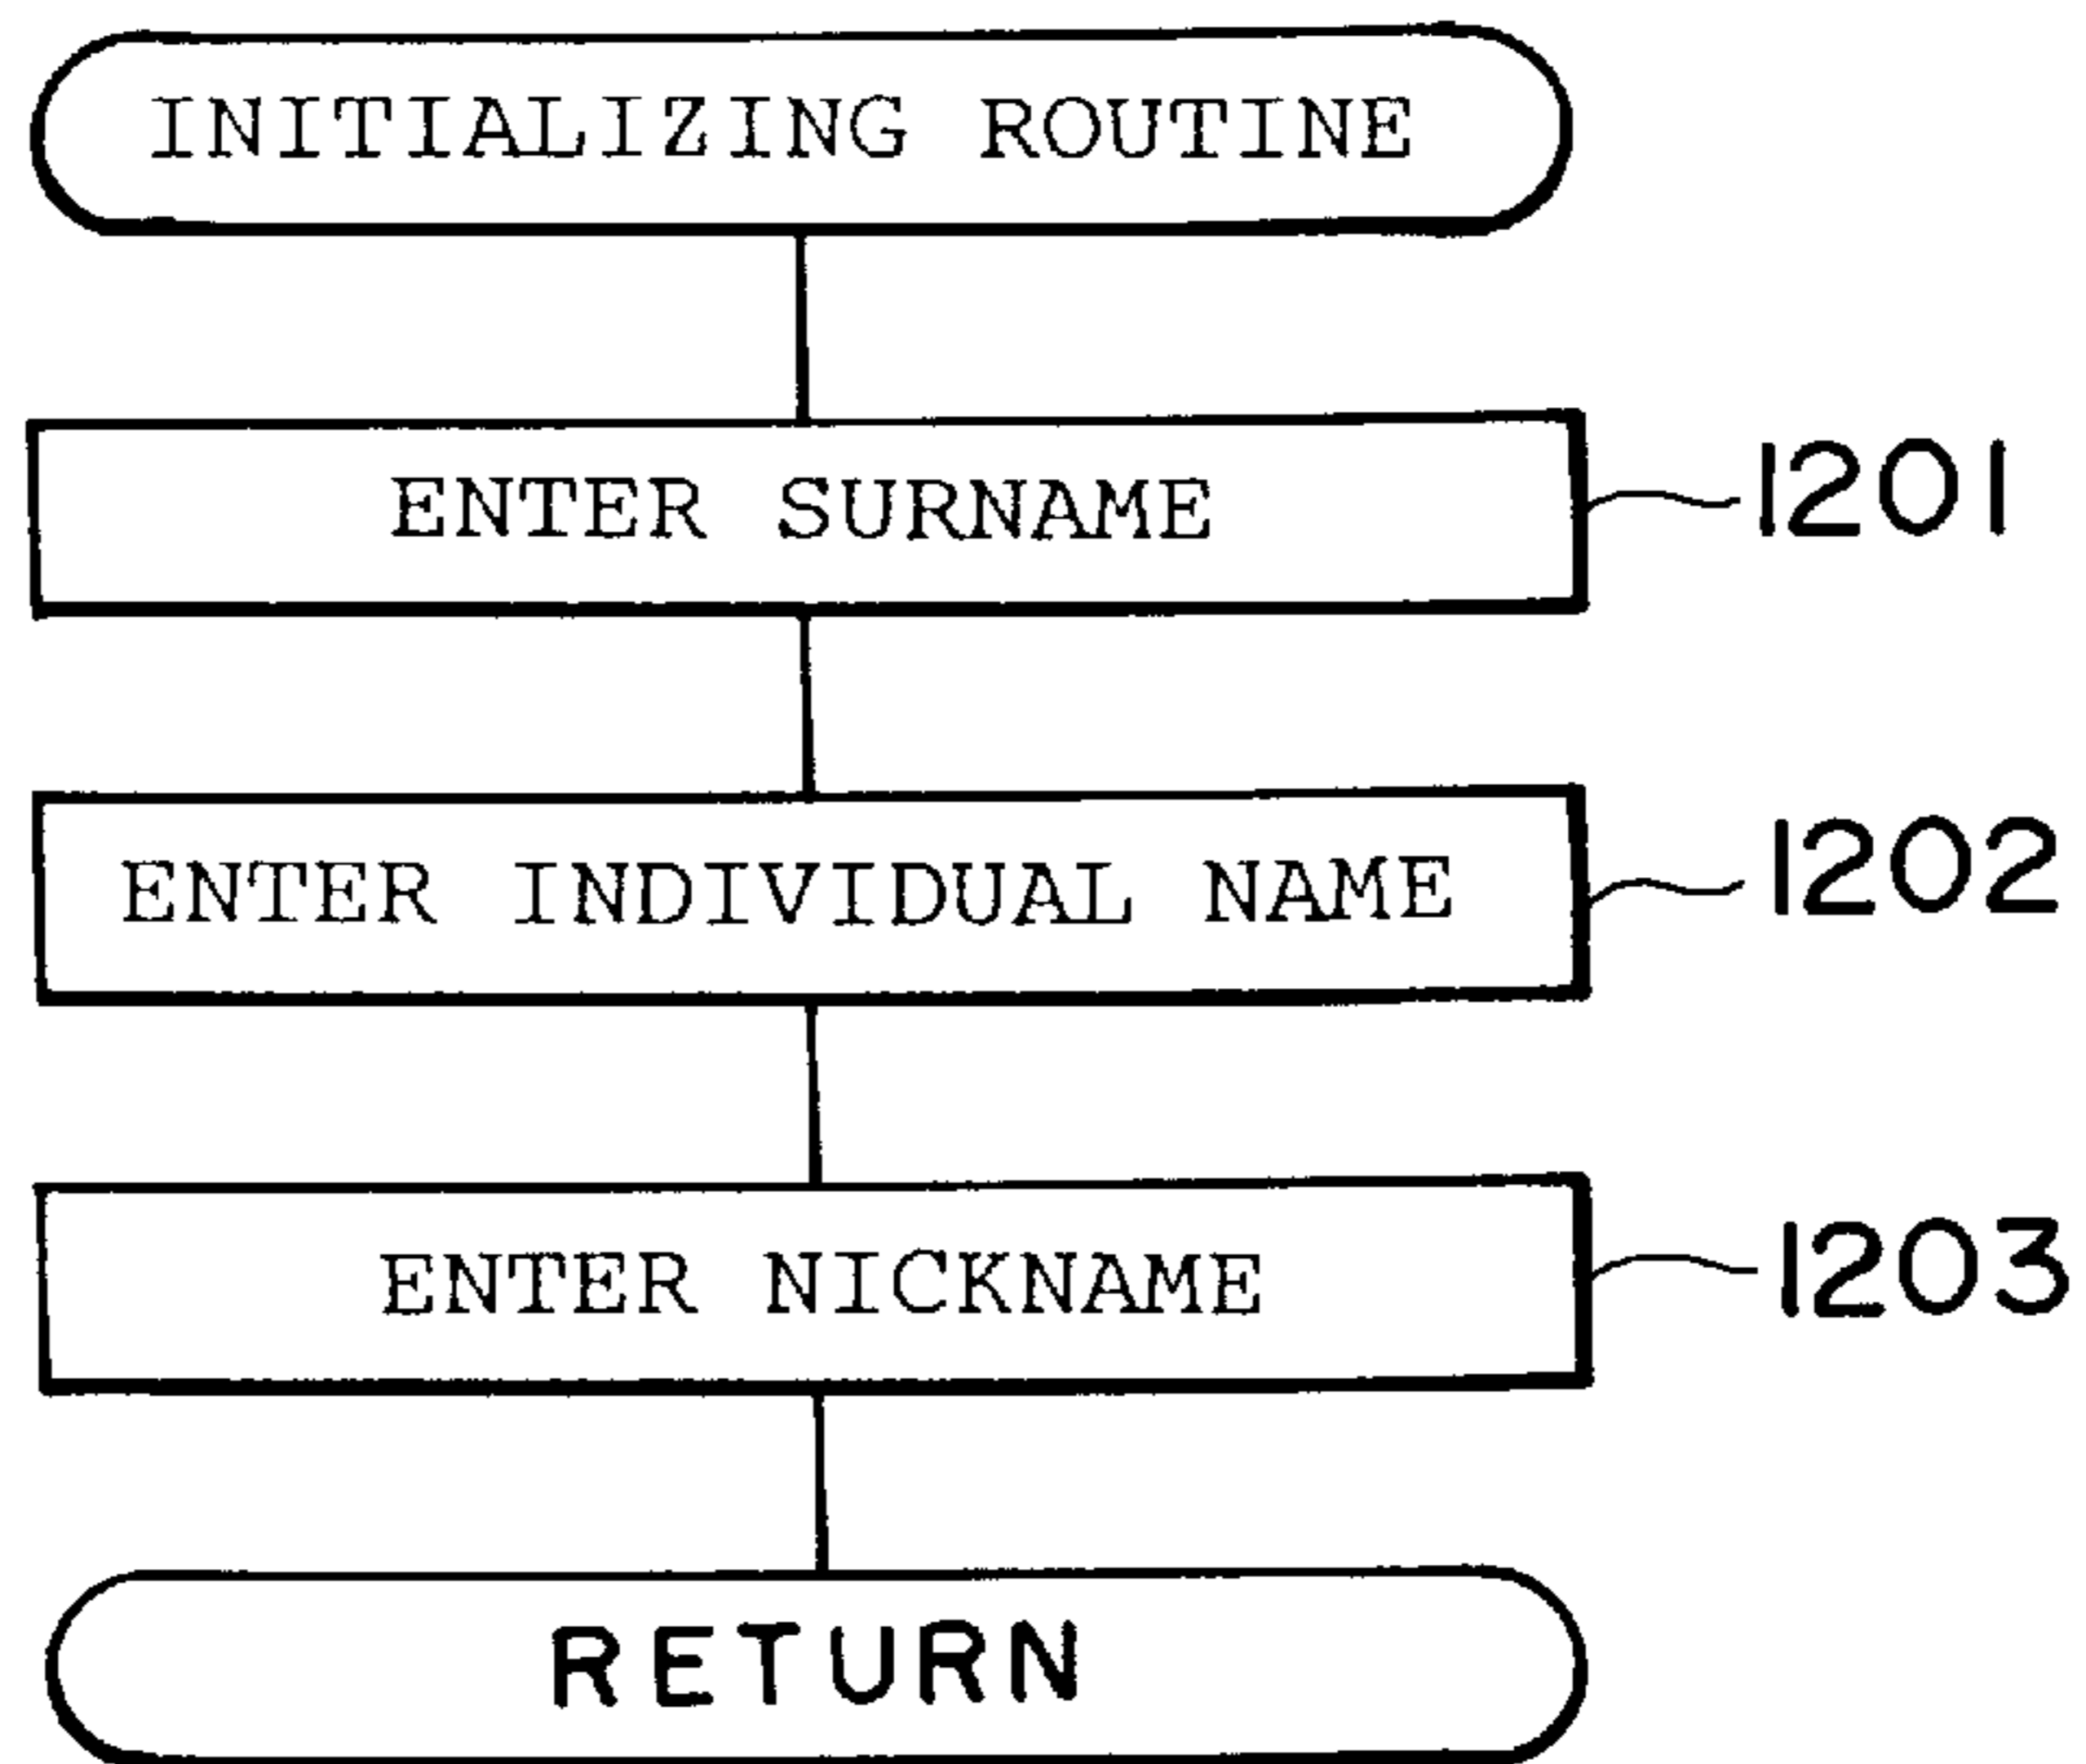 INITIALIZING ROUTINE
ENTER SURNAME 1201
ENTER INDIVIDUAL NAME 1202
ENTER NICKNAME 1203
RETURN